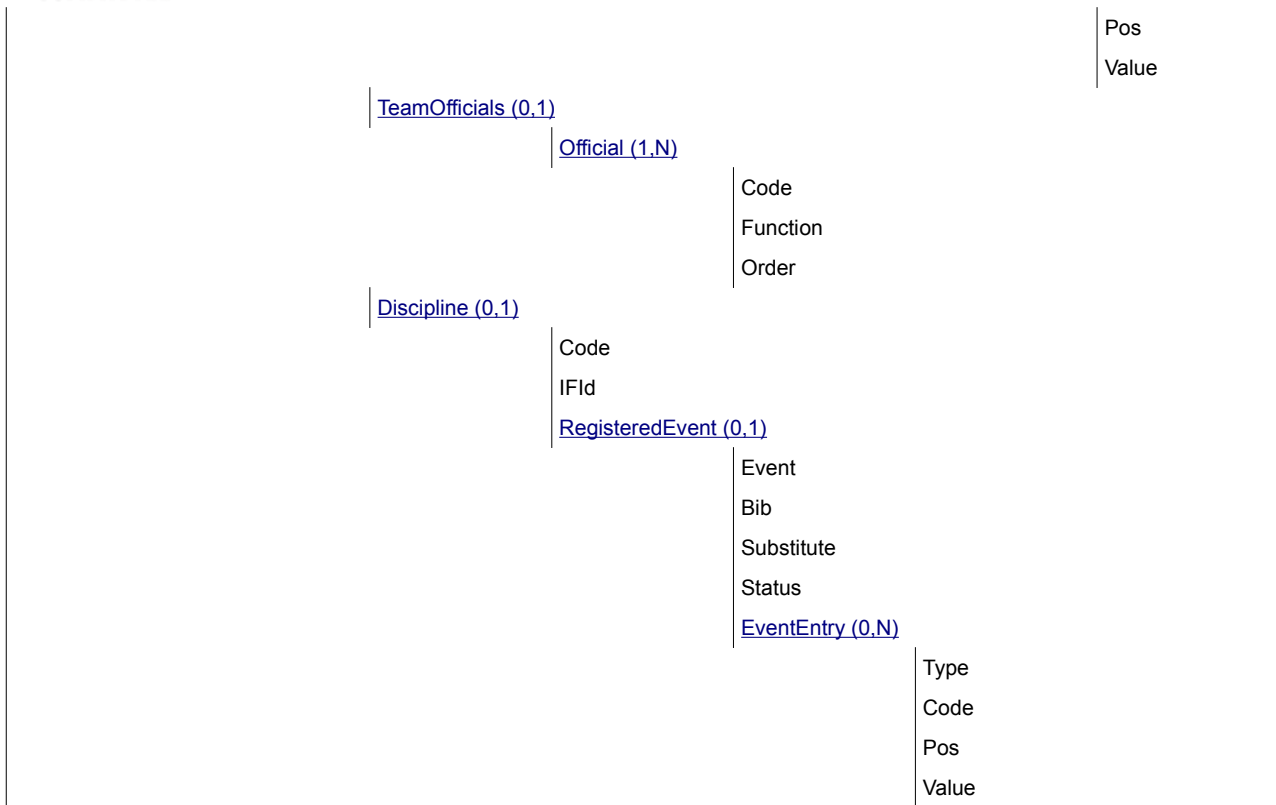 Pos
Value
TeamOfficials (0,1)
Official (1,N)
Code
Function
Order
Discipline (0,1)
Code
IFId
RegisteredEvent (0,1)
Event
Bib
Substitute
Status
EventEntry (0,N)
Type
Code
Pos
Value